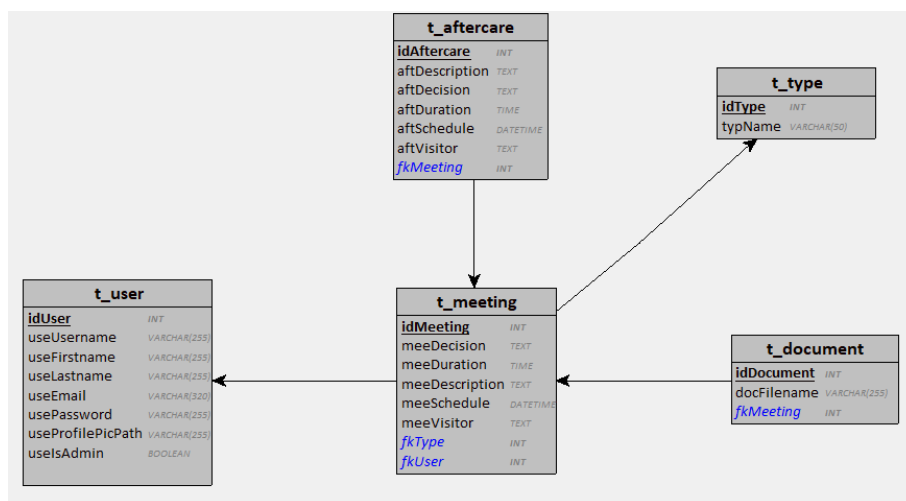 t_aftercare
idAftercare INT
aftDescription TEXT
aftDecision TEXT
aftDuration TIME
aftSchedule DATETIME
aftVisitor TEXT
fkMeeting INT
t_type
idType INT
typName VARCHAR(50)
t_user
idUser INT
useUsername VARCHAR(255)
useFirstname VARCHAR(255)
useLastname VARCHAR(255)
useEmail VARCHAR(320)
usePassword VARCHAR(255)
useProfilePicPath VARCHAR(255)
useIsAdmin BOOLEAN
t_meeting
idMeeting INT
meeDecision TEXT
meeDuration TIME
meeDescription TEXT
meeSchedule DATETIME
meeVisitor TEXT
fkType INT
fkUser INT
t_document
idDocument INT
docFilename VARCHAR(255)
fkMeeting INT